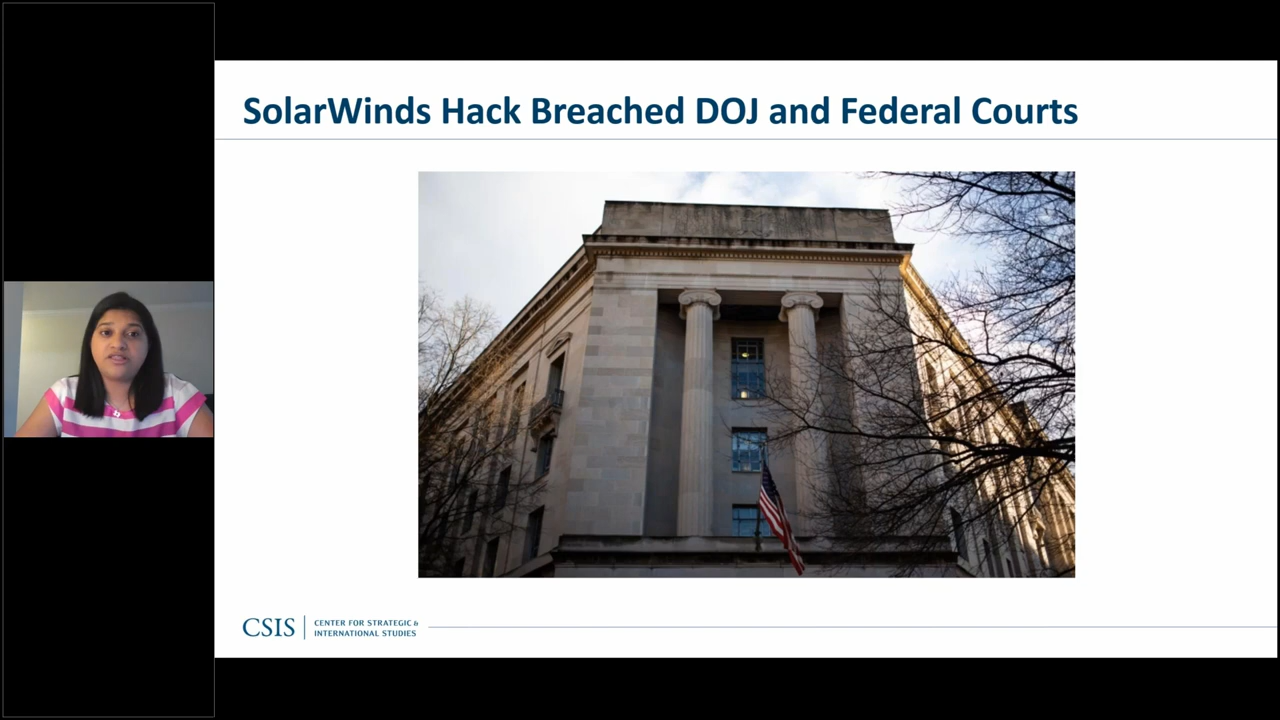 SolarWinds Hack Breached DOJ and Federal Courts
CSIS
CENTER FOR STRATEGIC &
INTERNATIONAL STUDIES